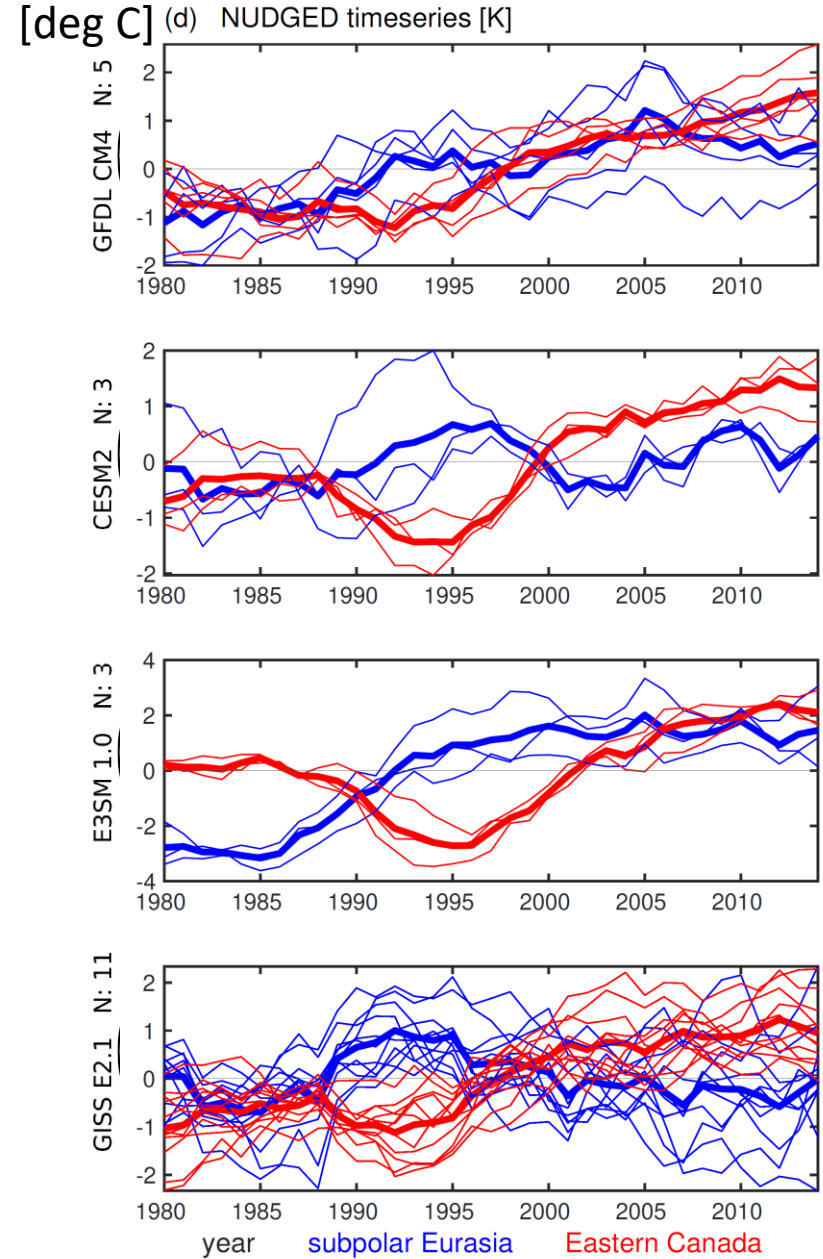 [deg C] (d) NUDGED timeseries [K]
GFDL CM4 N: 5
2
1
0
-1
-2
1980 1985 1990 1995 2000 2005 2010
CESM2 N: 3
2
1
0
-1
-2
1980 1985 1990 1995 2000 2005 2010
E3SM 1.0 N: 3
4
2
0
-2
-4
1980 1985 1990 1995 2000 2005 2010
GISS E2.1 N: 11
2
1
0
-1
-2
1980 1985 1990 1995 2000 2005 2010
year subpolar Eurasia Eastern Canada